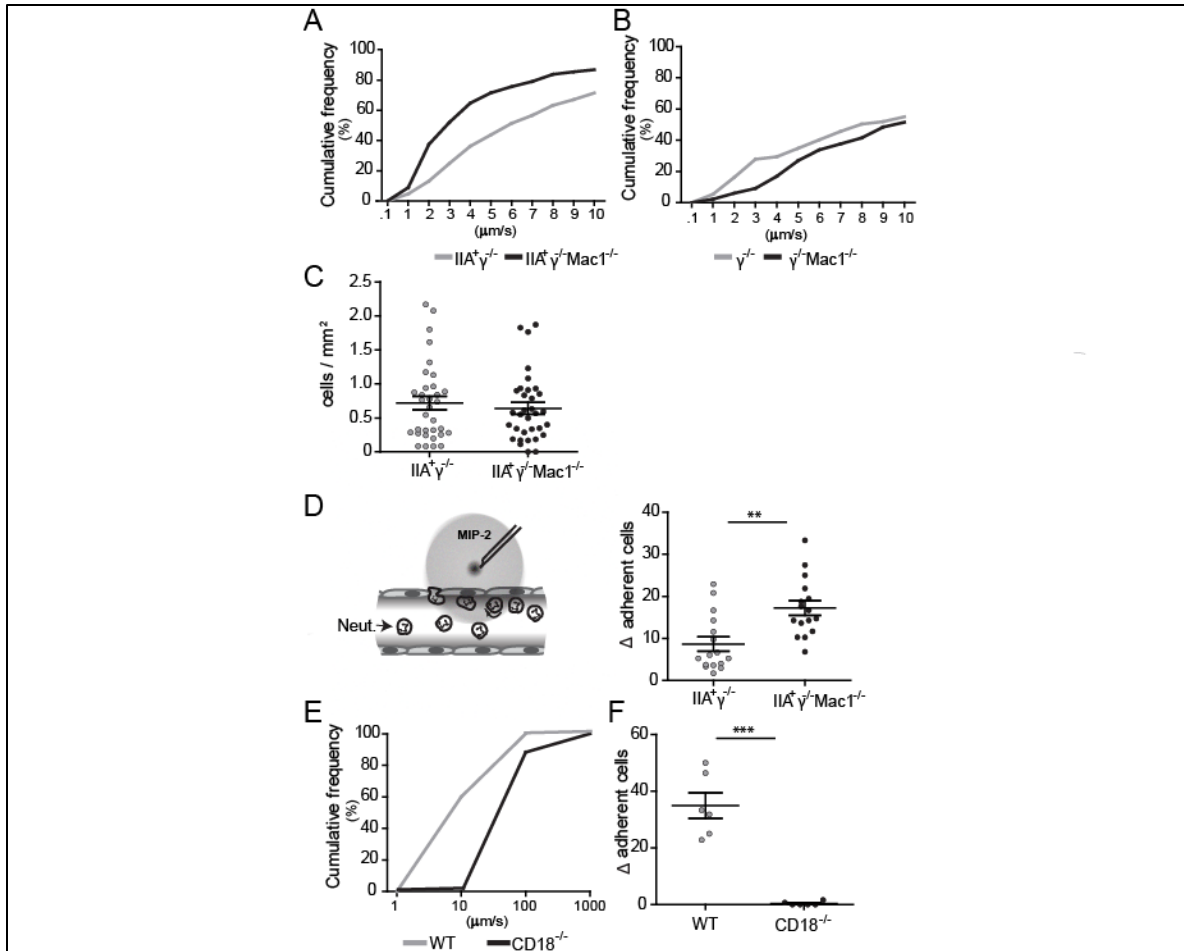 A
Cumulative frequency
(%)
100
80
60
40
20
0
.1 1 2 3 4 5 6 7 8 9 10
(µm/s)
IIA⁺γ⁻/⁻ IIA⁺γ⁻/⁻Mac1⁻/⁻
B
Cumulative frequency
(%)
100
80
60
40
20
0
.1 1 2 3 4 5 6 7 8 9 10
(µm/s)
γ⁻/⁻ γ⁻/⁻Mac1⁻/⁻
C
cells / mm²
2.5
2.0
1.5
1.0
0.5
0
IIA⁺γ⁻/⁻ IIA⁺γ⁻/⁻Mac1⁻/⁻
D
MIP-2
Neut.
Δ adherent cells
40
30
20
10
0
**
IIA⁺γ⁻/⁻ IIA⁺γ⁻/⁻Mac1⁻/⁻
E
Cumulative frequency
(%)
100
80
60
40
20
0
1 10 100 1000
(µm/s)
WT CD18⁻/⁻
F
Δ adherent cells
60
40
20
0
***
WT CD18⁻/⁻